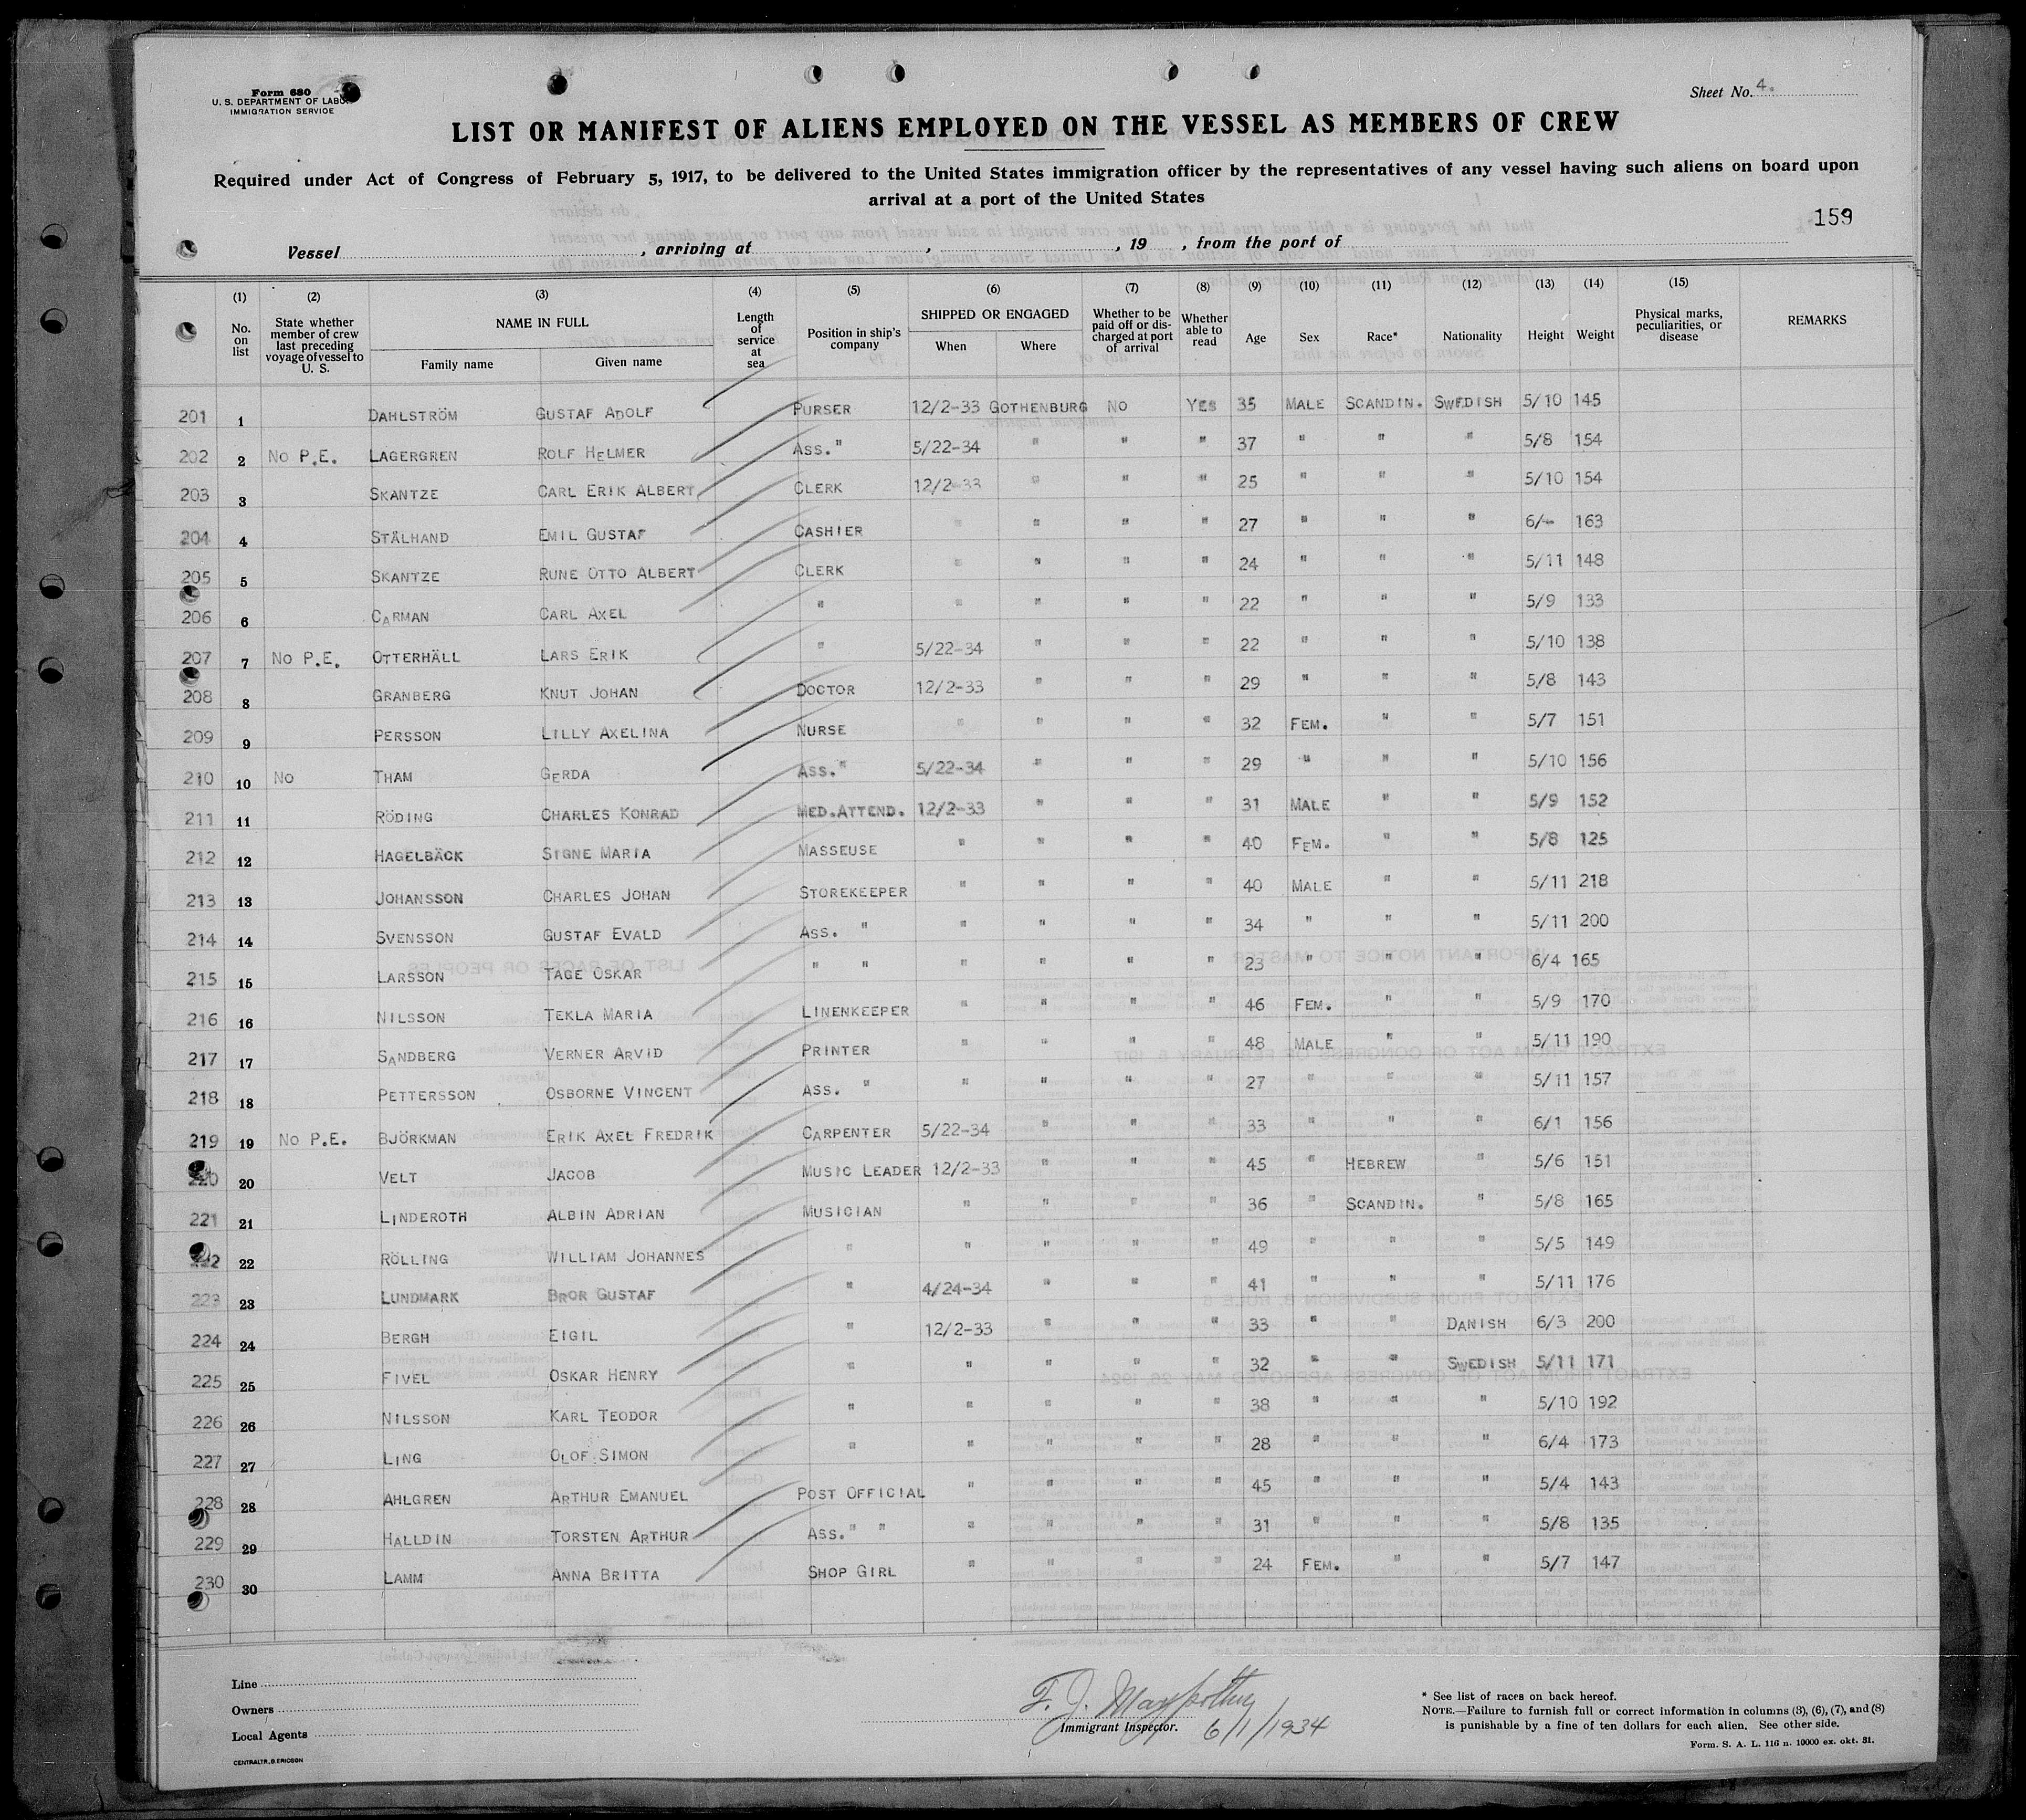 Form 680
U. S. DEPARTMENT OF LABOR
IMMIGRATION SERVICE
Sheet No. 4.
LIST OR MANIFEST OF ALIENS EMPLOYED ON THE VESSEL AS MEMBERS OF CREW
Required under Act of Congress of February 5, 1917, to be delivered to the United States immigration officer by the representatives of any vessel having such aliens on board upon
arrival at a port of the United States
159
Vessel , arriving at , , 19 , from the port of
(1) No. on list (2) State whether member of crew last preceding voyage of vessel to U. S. (3) NAME IN FULL Family name Given name (4) Length of service at sea (5) Position in ship's company (6) SHIPPED OR ENGAGED When Where (7) Whether to be paid off or discharged at port of arrival (8) Whether able to read (9) Age (10) Sex (11) Race* (12) Nationality (13) Height (14) Weight (15) Physical marks, peculiarities, or disease REMARKS
201 1 DAHLSTRÖM GUSTAF ADOLF PURSER 12/2-33 GOTHENBURG NO YES 35 MALE SCANDIN. SWEDISH 5/10 145
202 2 NO P.E. LAGERGREN ROLF HELMER ASS." 5/22-34 " " " 37 " " " 5/8 154
203 3 SKANTZE CARL ERIK ALBERT CLERK 12/2-33 " " " 25 " " " 5/10 154
204 4 STÅLHAND EMIL GUSTAF CASHIER " " " " 27 " " " 6/- 163
205 5 SKANTZE RUNE OTTO ALBERT CLERK " " " " 24 " " " 5/11 148
206 6 CARMAN CARL AXEL " " " " " 22 " " " 5/9 133
207 7 NO P.E. OTTERHÄLL LARS ERIK " 5/22-34 " " " 22 " " " 5/10 138
208 8 GRANBERG KNUT JOHAN DOCTOR 12/2-33 " " " 29 " " " 5/8 143
209 9 PERSSON LILLY AXELINA NURSE " " " " 32 FEM. " " 5/7 151
210 10 NO THAM GERDA ASS." 5/22-34 " " " 29 " " " 5/10 156
211 11 RÖDING CHARLES KONRAD MED.ATTEND. 12/2-33 " " " 31 MALE " " 5/9 152
212 12 HAGELBÄCK SIGNE MARIA MASSEUSE " " " " 40 FEM. " " 5/8 125
213 13 JOHANSSON CHARLES JOHAN STOREKEEPER " " " " 40 MALE " " 5/11 218
214 14 SVENSSON GUSTAF EVALD ASS. " " " " " 34 " " " 5/11 200
215 15 LARSSON TAGE OSKAR " " " " " " 23 " " " 6/4 165
216 16 NILSSON TEKLA MARIA LINENKEEPER " " " " 46 FEM. " " 5/9 170
217 17 SANDBERG VERNER ARVID PRINTER " " " " 48 MALE " " 5/11 190
218 18 PETTERSSON OSBORNE VINCENT ASS. " " " " " 27 " " " 5/11 157
219 19 NO P.E. BJÖRKMAN ERIK AXEL FREDRIK CARPENTER 5/22-34 " " " 33 " " " 6/1 156
220 20 VELT JACOB MUSIC LEADER 12/2-33 " " " 45 " HEBREW " 5/6 151
221 21 LINDEROTH ALBIN ADRIAN MUSICIAN " " " " 36 " SCANDIN. " 5/8 165
222 22 RÖLLING WILLIAM JOHANNES " " " " " 49 " " " 5/5 149
223 23 LUNDMARK BROR GUSTAF " 4/24-34 " " " 41 " " " 5/11 176
224 24 BERGH EIGIL " 12/2-33 " " " 33 " " DANISH 6/3 200
225 25 FIVEL OSKAR HENRY " " " " " 32 " " SWEDISH 5/11 171
226 26 NILSSON KARL TEODOR " " " " " 38 " " " 5/10 192
227 27 LING OLOF SIMON " " " " " 28 " " " 6/4 173
228 28 AHLGREN ARTHUR EMANUEL POST OFFICIAL " " " " 45 " " " 5/4 143
229 29 HALLDIN TORSTEN ARTHUR ASS." " " " " " 31 " " " 5/8 135
230 30 LAMM ANNA BRITTA SHOP GIRL " " " " 24 FEM. " " 5/7 147
Line
Owners
Local Agents
CENTRALTR. G. ERICSON
F. J.
Immigrant Inspector. 6/1/1934
* See list of races on back hereof.
NOTE.—Failure to furnish full or correct information in columns (3), (6), (7), and (8)
is punishable by a fine of ten dollars for each alien. See other side.
Form. S. A. L. 116 n. 10000 ex. okt. 31.